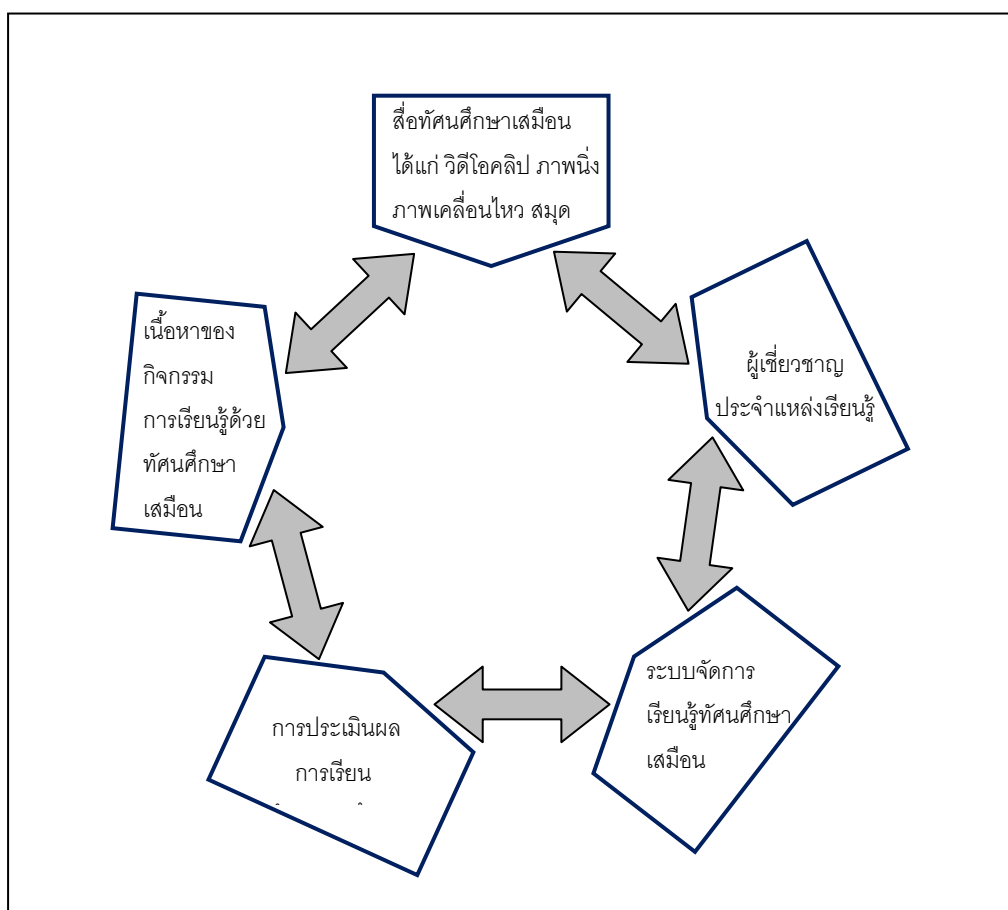 สื่อทัศนศึกษาเสมือน
ได้แก่ วิดีโอคลิป ภาพนิ่ง
ภาพเคลื่อนไหว สมุด
ผู้เชี่ยวชาญ
ประจำแหล่งเรียนรู้
ระบบจัดการ
เรียนรู้ทัศนศึกษา
เสมือน
การประเมินผล
การเรียน
เนื้อหาของ
กิจกรรม
การเรียนรู้ด้วย
ทัศนศึกษา
เสมือน